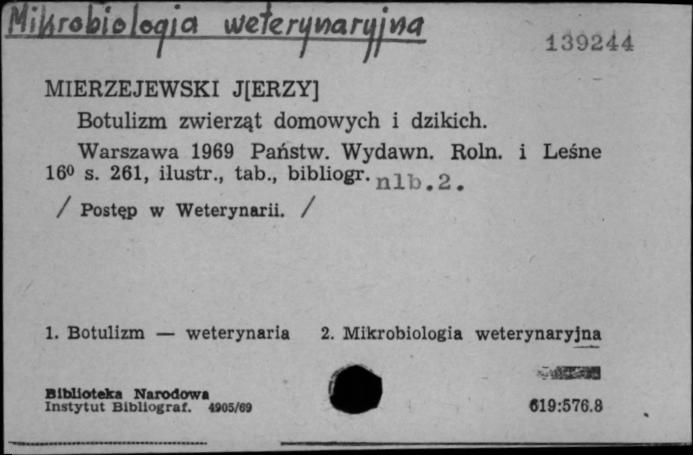 Mikrobiologia weterynaryjna
139244
MIERZEJEWSKI J[ERZY]
Botulizm zwierząt domowych i dzikich.
Warszawa 1969 Państw. Wydawn. Roln. i Leśne
16⁰ s. 261, ilustr., tab., bibliogr. nlb.2.
/ Postęp w Weterynarii. /
1. Botulizm — weterynaria 2. Mikrobiologia weterynaryjna
Biblioteka Narodowa
Instytut Bibliograf. 4905/69
619:576.8